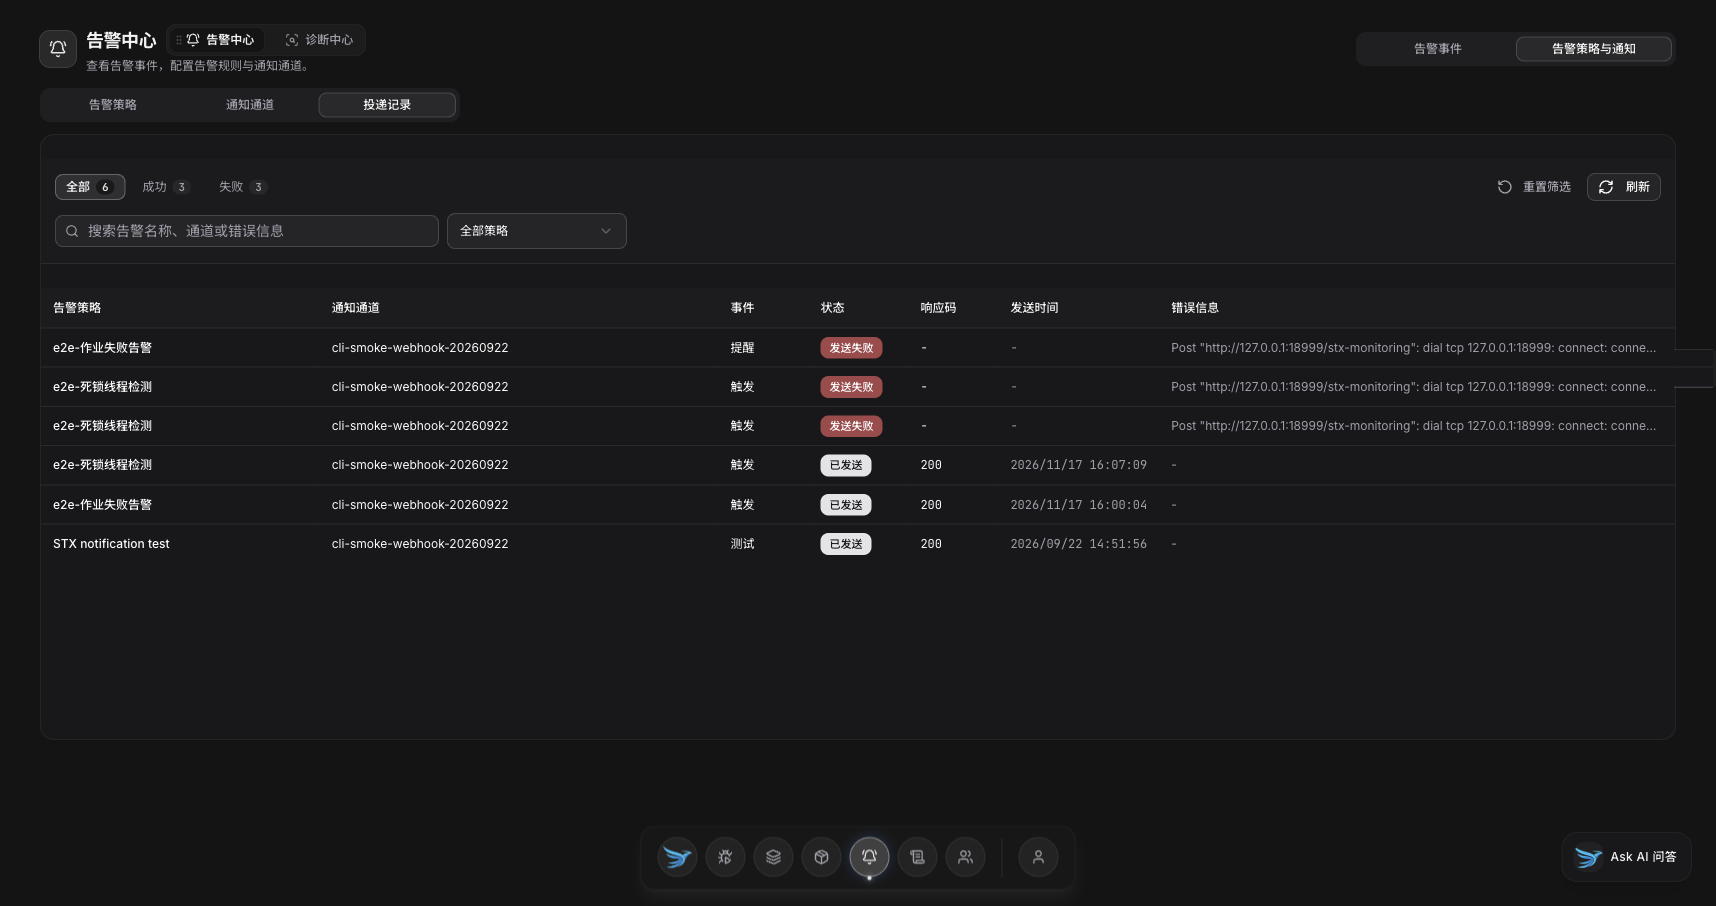 告警中心
告警中心
诊断中心
查看告警事件，配置告警规则与通知通道。
告警事件
告警策略与通知
告警策略
通知通道
投递记录
全部 6
成功 3
失败 3
重置筛选
刷新
搜索告警名称、通道或错误信息
全部策略
告警策略 通知通道 事件 状态 响应码 发送时间 错误信息
e2e-作业失败告警 cli-smoke-webhook-20260922 提醒 发送失败 - - Post "http://127.0.0.1:18999/stx-monitoring": dial tcp 127.0.0.1:18999: connect: conne...
e2e-死锁线程检测 cli-smoke-webhook-20260922 触发 发送失败 - - Post "http://127.0.0.1:18999/stx-monitoring": dial tcp 127.0.0.1:18999: connect: conne...
e2e-死锁线程检测 cli-smoke-webhook-20260922 触发 发送失败 - - Post "http://127.0.0.1:18999/stx-monitoring": dial tcp 127.0.0.1:18999: connect: conne...
e2e-死锁线程检测 cli-smoke-webhook-20260922 触发 已发送 200 2026/11/17 16:07:09 -
e2e-作业失败告警 cli-smoke-webhook-20260922 触发 已发送 200 2026/11/17 16:00:04 -
STX notification test cli-smoke-webhook-20260922 测试 已发送 200 2026/09/22 14:51:56 -
Ask AI 问答